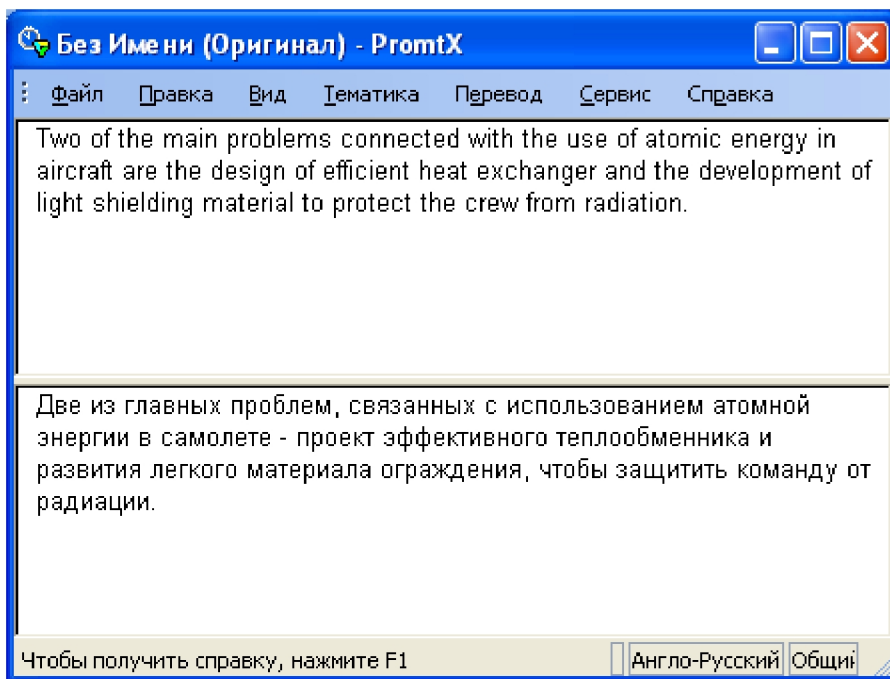 Без Имени (Оригинал) - PromtX
Файл Правка Вид Тематика Перевод Сервис Справка
Two of the main problems connected with the use of atomic energy in
aircraft are the design of efficient heat exchanger and the development of
light shielding material to protect the crew from radiation.
Две из главных проблем, связанных с использованием атомной
энергии в самолете - проект эффективного теплообменника и
развития легкого материала ограждения, чтобы защитить команду от
радиации.
Чтобы получить справку, нажмите F1 Англо-Русский Общий